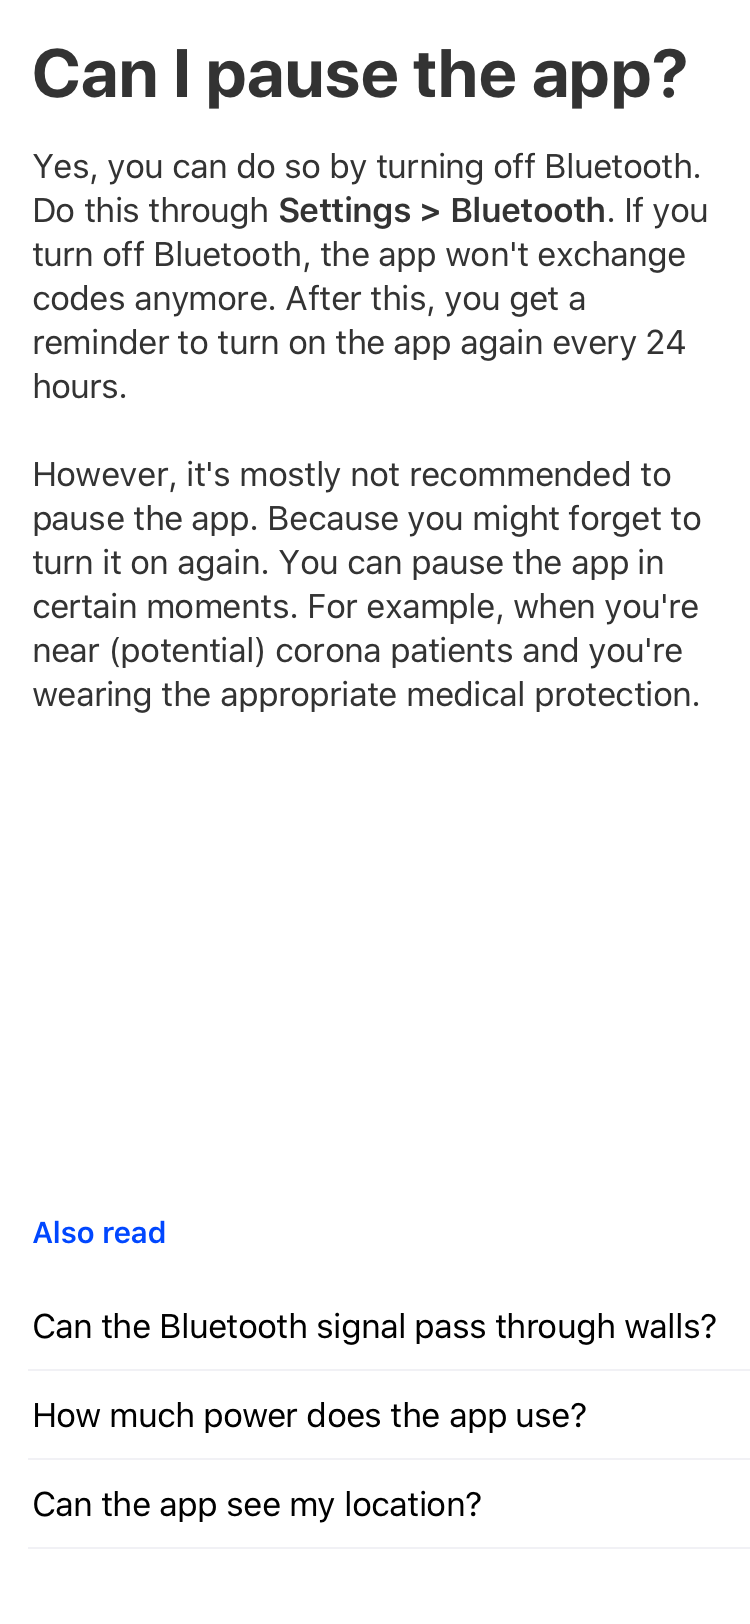 Can I pause the app?
Yes, you can do so by turning off Bluetooth.
Do this through Settings > Bluetooth. If you
turn off Bluetooth, the app won't exchange
codes anymore. After this, you get a
reminder to turn on the app again every 24
hours.
However, it's mostly not recommended to
pause the app. Because you might forget to
turn it on again. You can pause the app in
certain moments. For example, when you're
near (potential) corona patients and you're
wearing the appropriate medical protection.
Also read
Can the Bluetooth signal pass through walls?
How much power does the app use?
Can the app see my location?